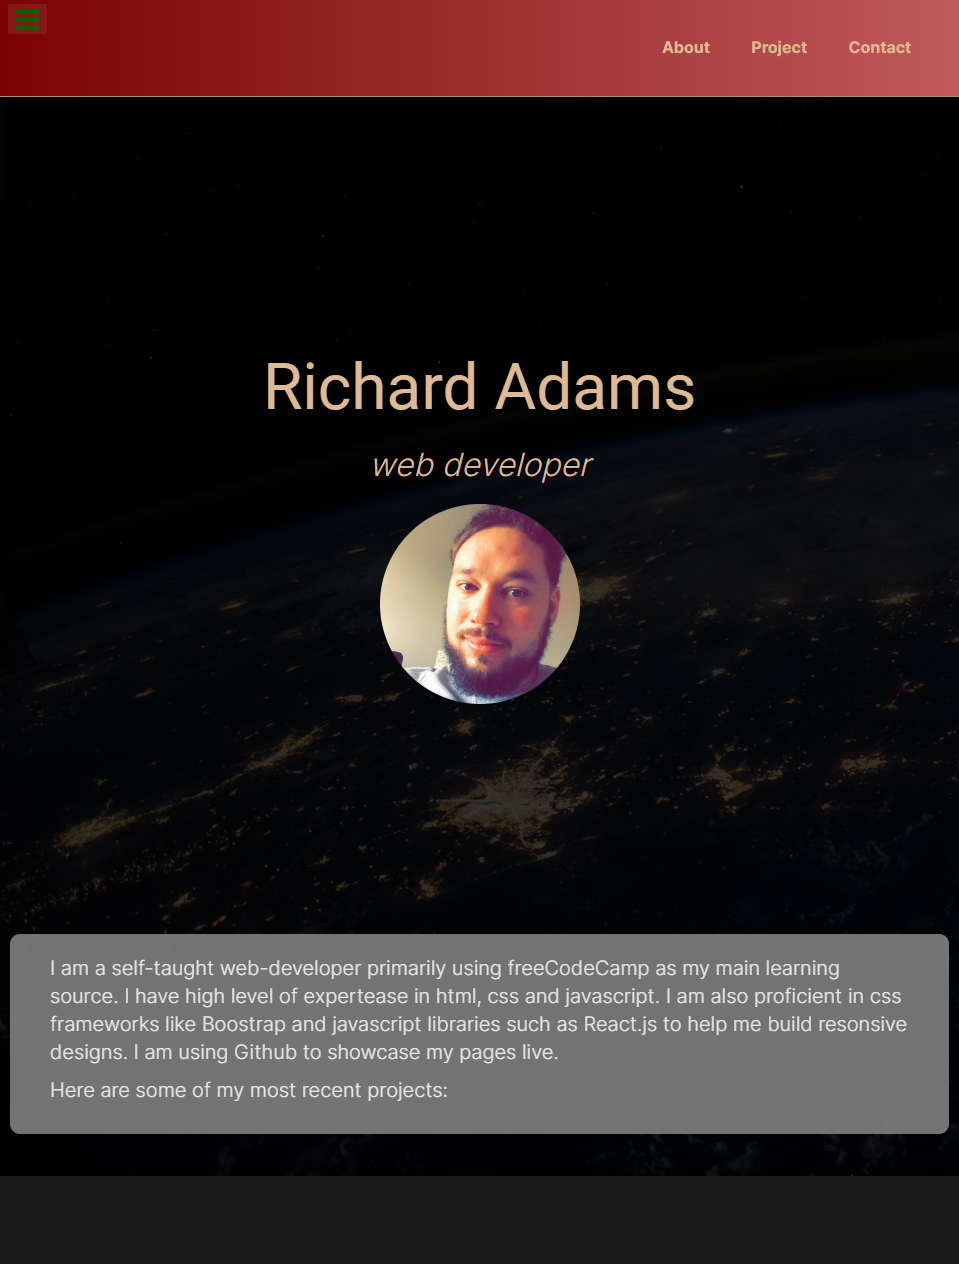 About Project Contact
Richard Adams
web developer
I am a self-taught web-developer primarily using freeCodeCamp as my main learning
source. I have high level of expertease in html, css and javascript. I am also proficient in css
frameworks like Boostrap and javascript libraries such as React.js to help me build resonsive
designs. I am using Github to showcase my pages live.
Here are some of my most recent projects: